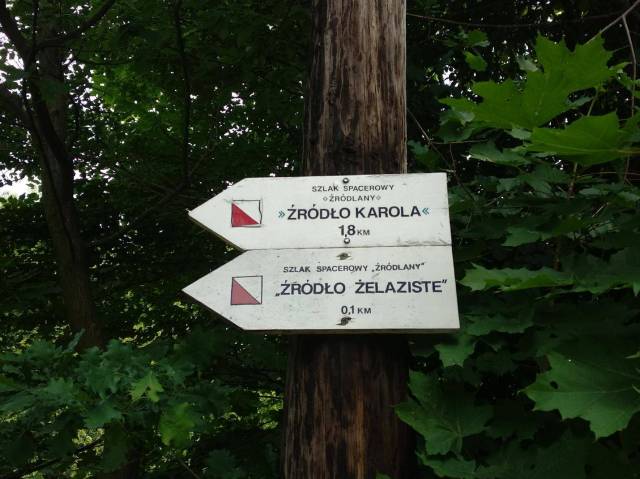 SZLAK SPACEROWY
«ŹRÓDLANY»
»ŹRÓDŁO KAROLA«
1,8 KM
SZLAK SPACEROWY „ŹRÓDLANY”
„ŹRÓDŁO ŻELAZISTE”
0,1 KM